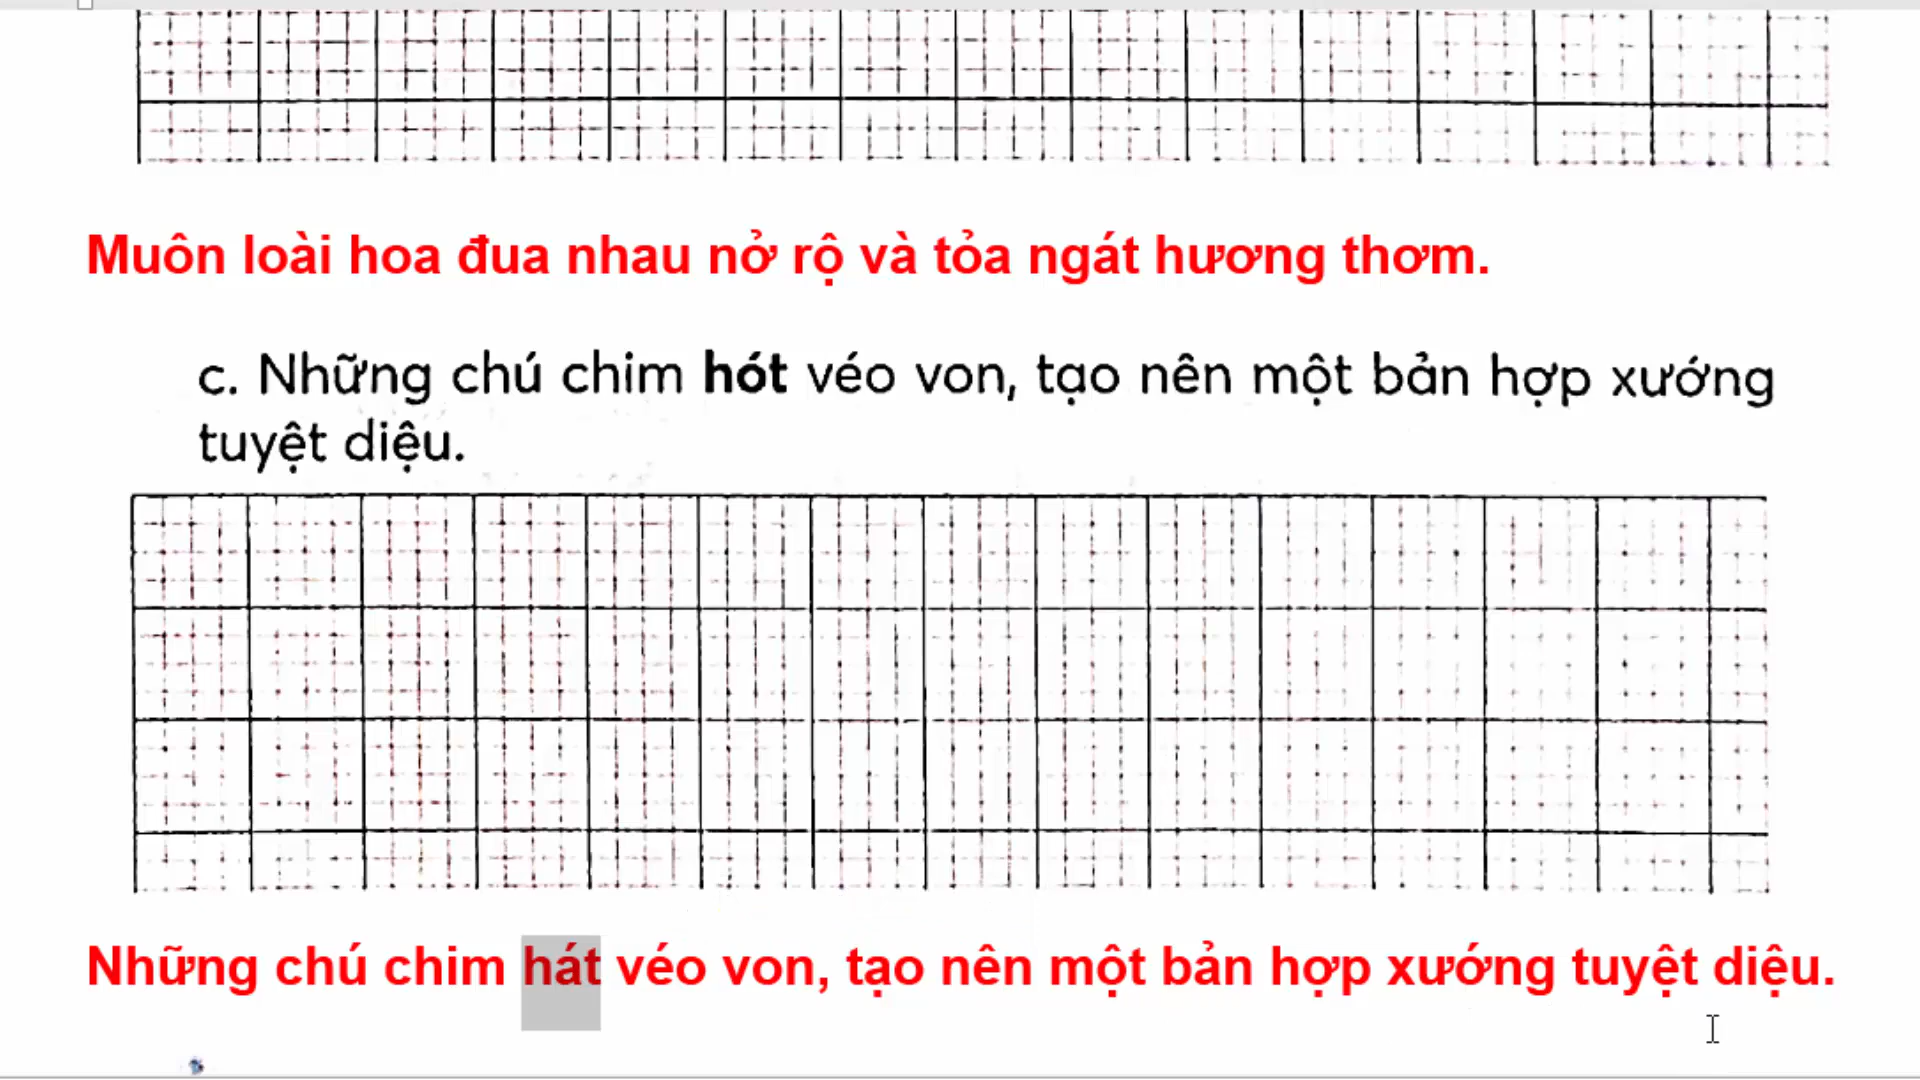 Muôn loài hoa đua nhau nở rộ và tỏa ngát hương thơm.
c. Những chú chim hót véo von, tạo nên một bản hợp xướng
tuyệt diệu.
Những chú chim hát véo von, tạo nên một bản hợp xướng tuyệt diệu.